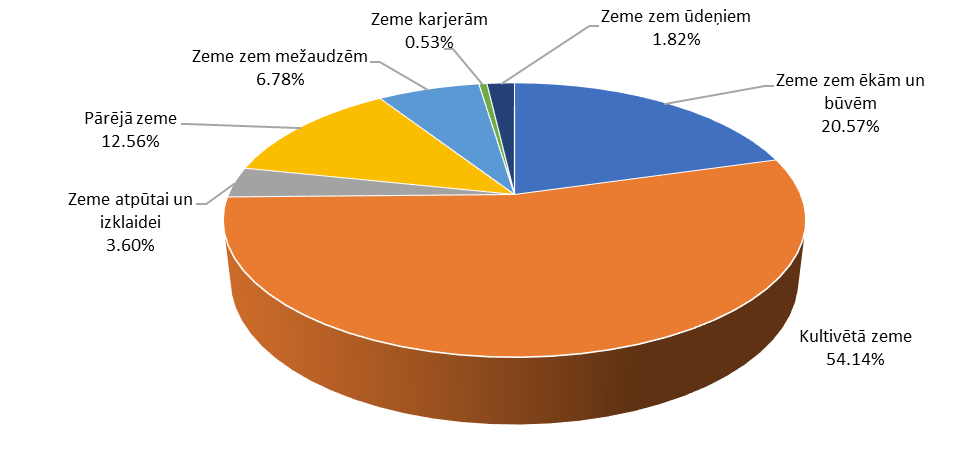 Zeme karjerām
0.53%
Zeme zem ūdeņiem
1.82%
Zeme zem mežaudzēm
6.78%
Zeme zem ēkām un
būvēm
20.57%
Pārējā zeme
12.56%
Zeme atpūtai un
izklaidei
3.60%
Kultivētā zeme
54.14%